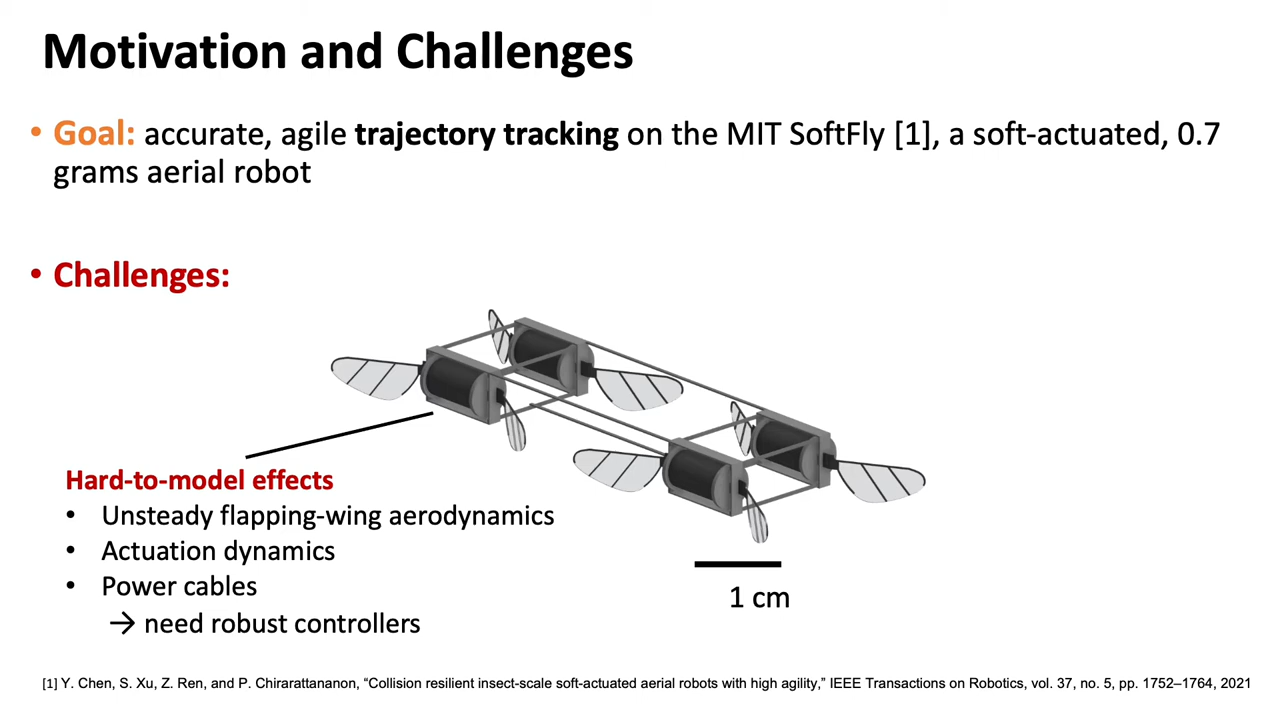 Motivation and Challenges
• Goal: accurate, agile trajectory tracking on the MIT SoftFly [1], a soft-actuated, 0.7
grams aerial robot
• Challenges:
Hard-to-model effects
• Unsteady flapping-wing aerodynamics
• Actuation dynamics
• Power cables
→ need robust controllers
1 cm
[1] Y. Chen, S. Xu, Z. Ren, and P. Chirarattananon, “Collision resilient insect-scale soft-actuated aerial robots with high agility,” IEEE Transactions on Robotics, vol. 37, no. 5, pp. 1752–1764, 2021